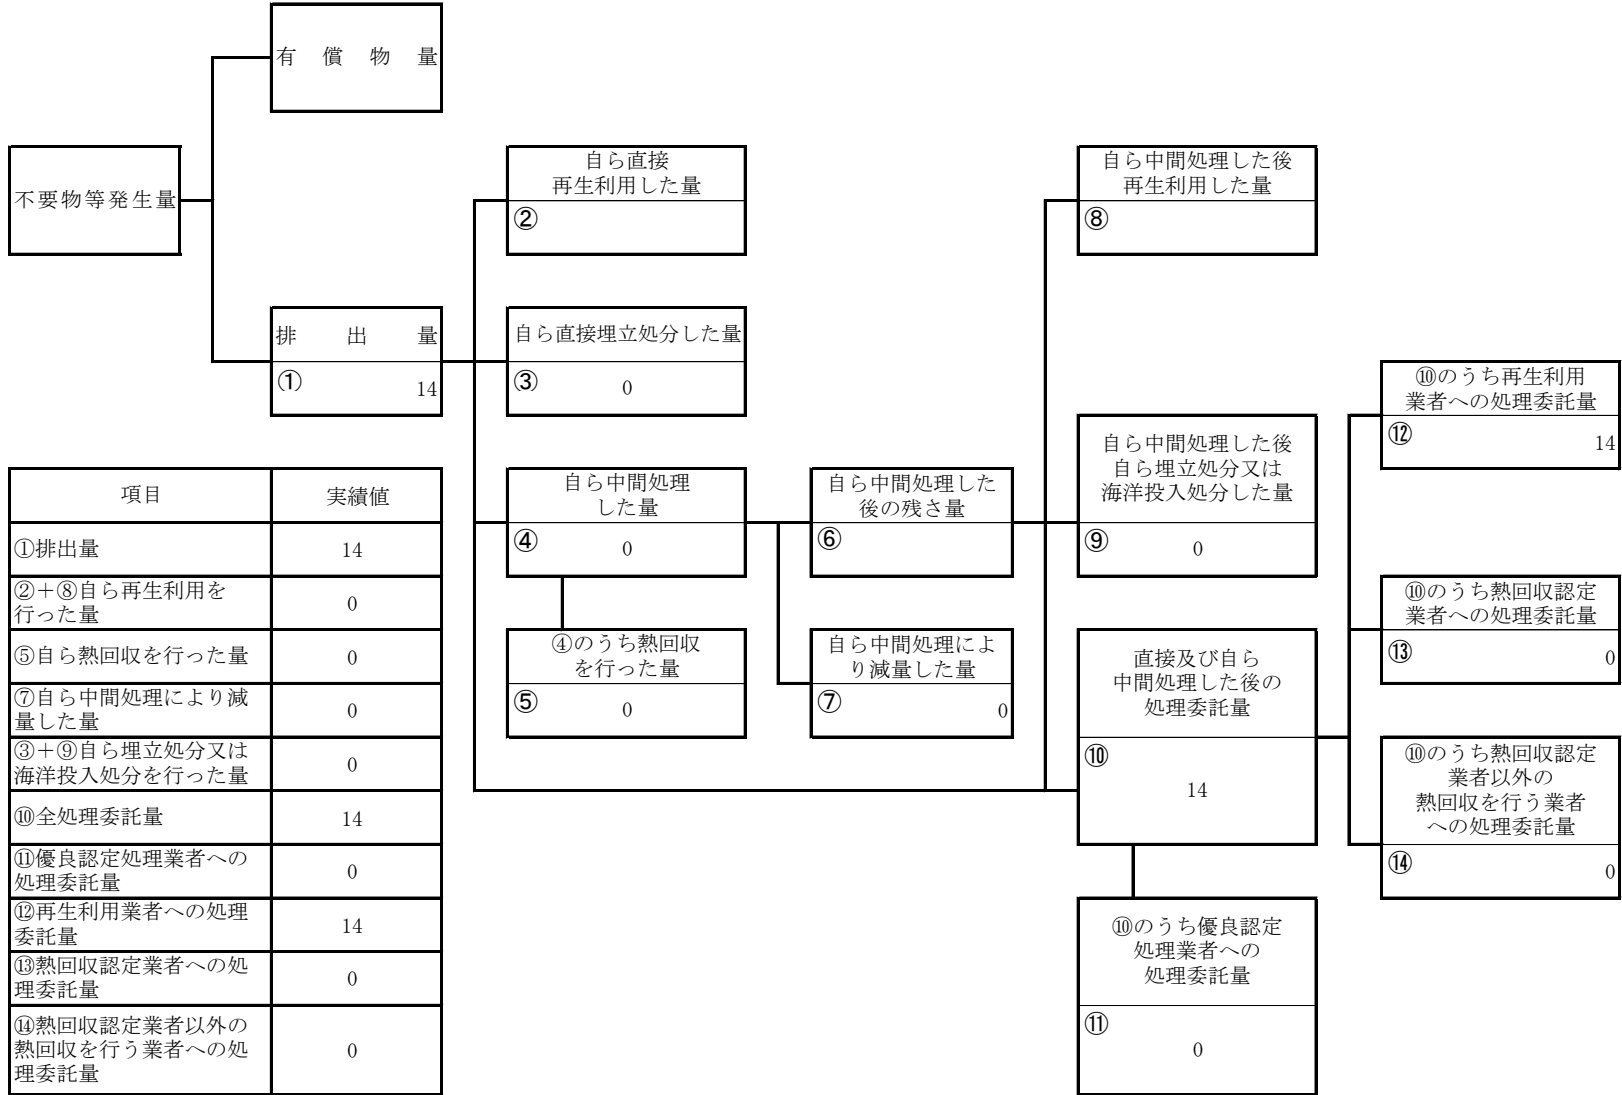 有償物量
不要物等発生量
排出量
① 14
自ら直接
再生利用した量
②
自ら直接埋立処分した量
③ 0
自ら中間処理
した量
④ 0
④のうち熱回収
を行った量
⑤ 0
自ら中間処理した
後の残さ量
⑥
自ら中間処理によ
り減量した量
⑦ 0
自ら中間処理した後
再生利用した量
⑧
自ら中間処理した後
自ら埋立処分又は
海洋投入処分した量
⑨ 0
直接及び自ら
中間処理した後の
処理委託量
⑩
14
⑩のうち優良認定
処理業者への
処理委託量
⑪
0
⑩のうち再生利用
業者への処理委託量
⑫ 14
⑩のうち熱回収認定
業者への処理委託量
⑬ 0
⑩のうち熱回収認定
業者以外の
熱回収を行う業者
への処理委託量
⑭ 0
項目 実績値
①排出量 14
②+⑧自ら再生利用を
行った量 0
⑤自ら熱回収を行った量 0
⑦自ら中間処理により減
量した量 0
③+⑨自ら埋立処分又は
海洋投入処分を行った量 0
⑩全処理委託量 14
⑪優良認定処理業者への
処理委託量 0
⑫再生利用業者への処理
委託量 14
⑬熱回収認定業者への処
理委託量 0
⑭熱回収認定業者以外の
熱回収を行う業者への処 0
理委託量